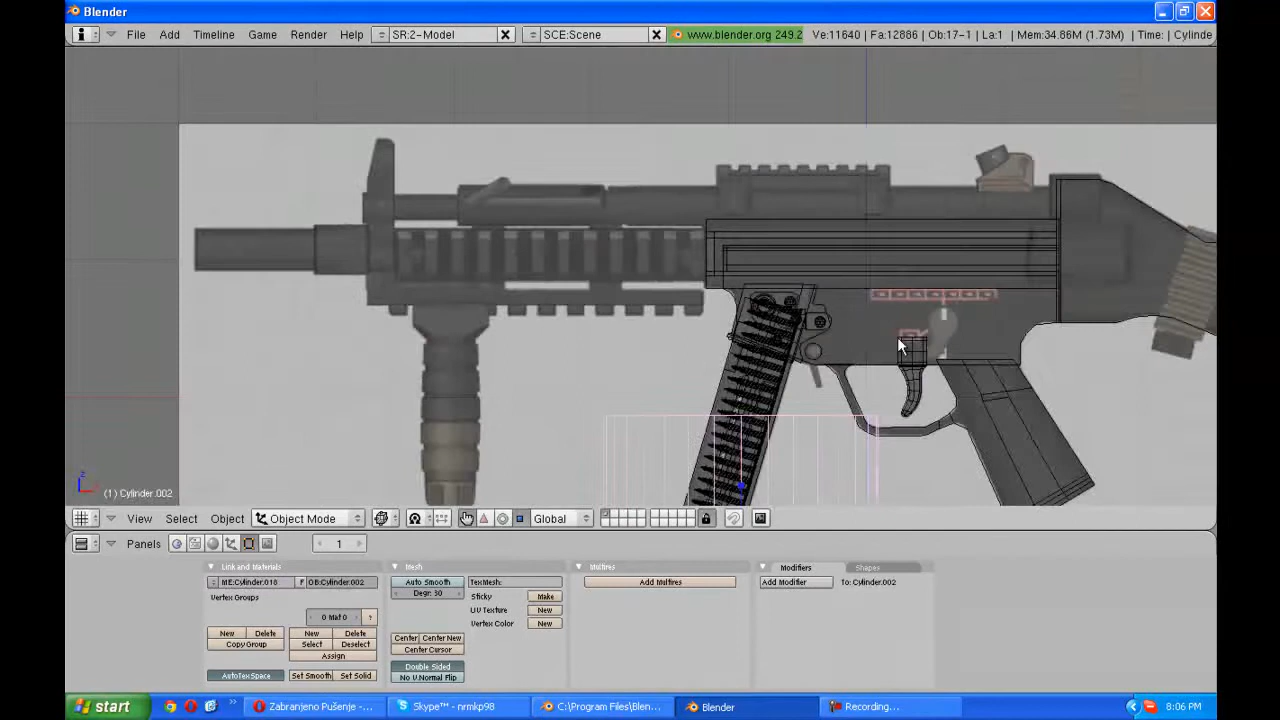 Blender
File Add Timeline Game Render Help SR:2-Model SCE:Scene www.blender.org 249.2 Ve:11640 | Fa:12886 | Ob:17-1 | La:1 | Mem:34.86M (1.73M) | Time: | Cylinde
z
(1) Cylinder.002
View Select Object Object Mode Global
Panels 1
Link and Materials Mesh Multires Modifiers Shapes
ME:Cylinder.018 F OB:Cylinder.002 Auto Smooth TexMesh: Add Multires Add Modifier To: Cylinder.002
Degr: 30 Sticky Make
Vertex Groups UV Texture New
0 Mat 0 ? Vertex Color New
New Delete New Delete Center Center New
Copy Group Select Deselect Center Cursor
Assign Double Sided
AutoTexSpace Set Smooth Set Solid No V.Normal Flip
start Zabranjeno Pušenje -... Skype™ - nrmkp98 C:\Program Files\Blen... Blender Recording... 8:06 PM